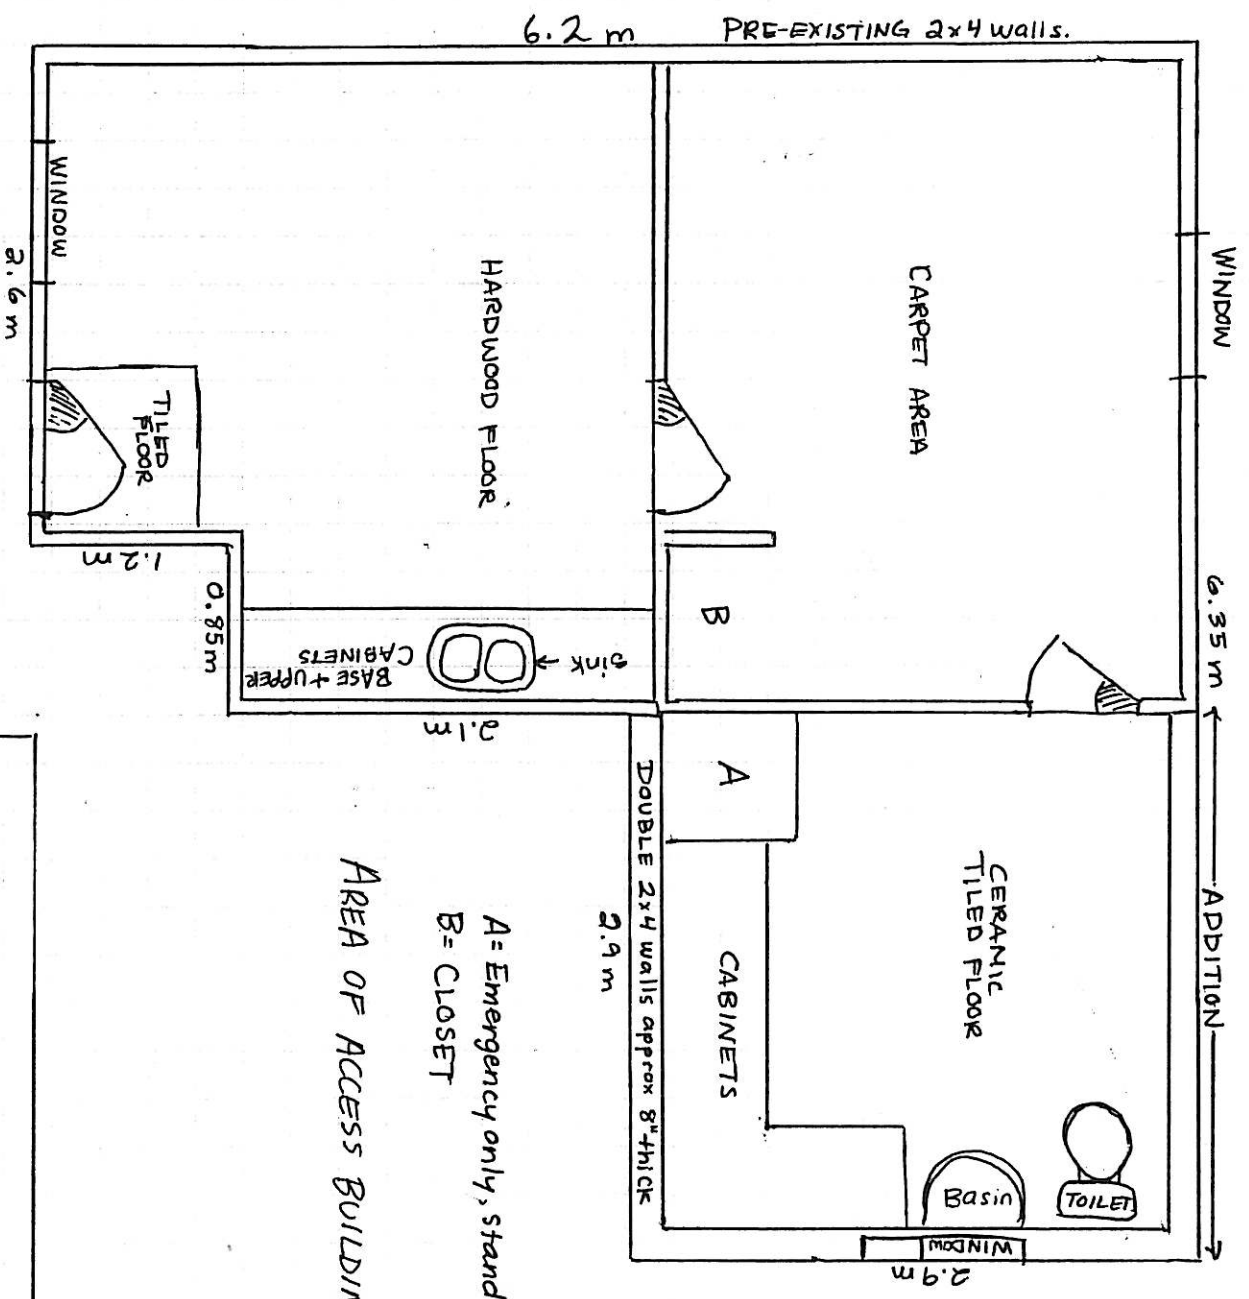 6.2 m
PRE-EXISTING 2x4 walls.
WINDOW
2.6 m
TILED
FLOOR
HARDWOOD FLOOR
CARPET AREA
WINDOW
6.35 m
1.2 m
0.85m
BASE + UPPER
CABINETS
sink
B
2.1m
A
DOUBLE 2x4 walls approx 8" thick
2.9 m
CABINETS
CERAMIC
TILED FLOOR
ADDITION
Basin
TOILET
WINDOW
2.9 m
A= Emergency only, stand
B= CLOSET
AREA OF ACCESS BUILDIN